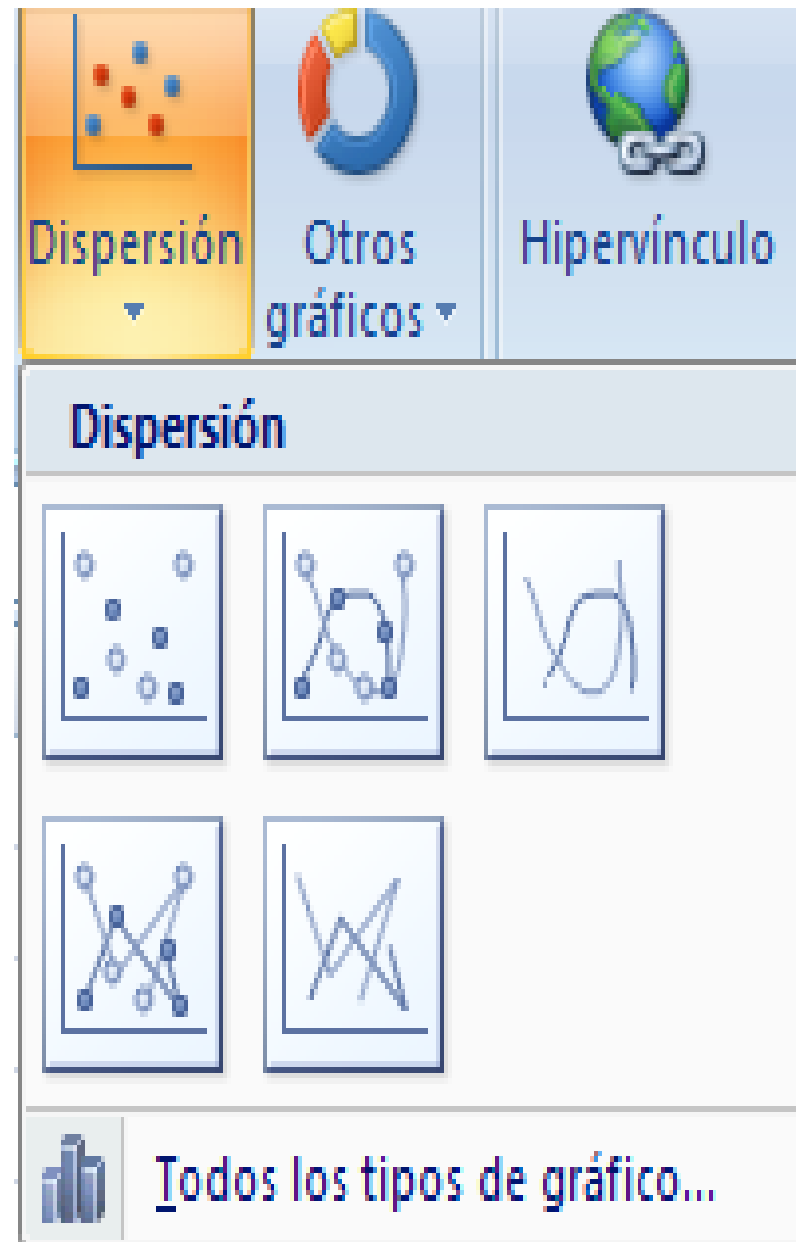 Dispersión
Otros
gráficos
Hipervínculo
Dispersión
Todos los tipos de gráfico...